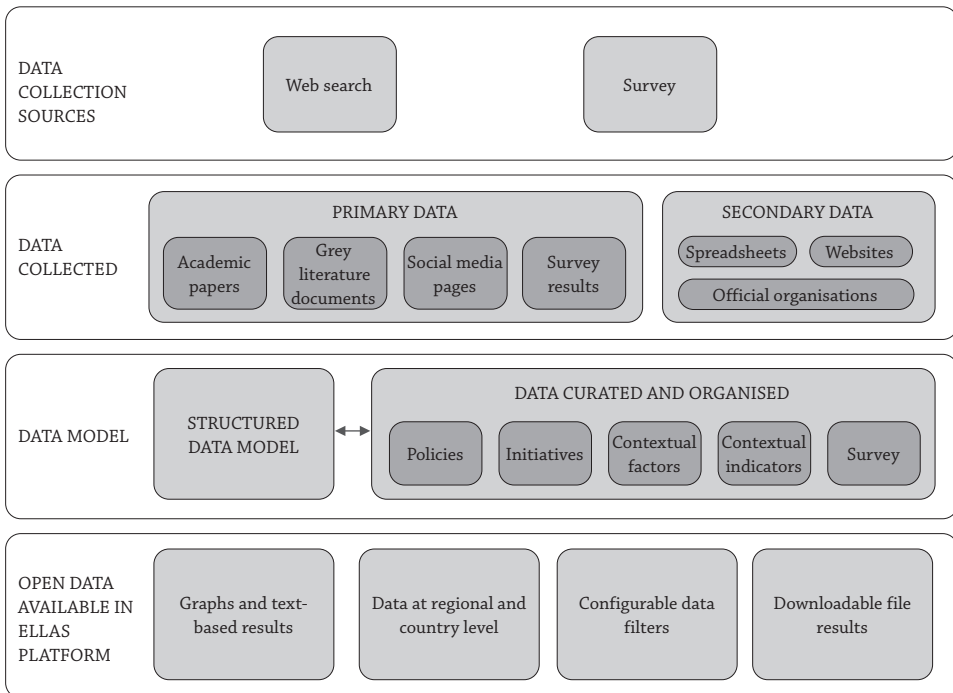 DATA
COLLECTION
SOURCES
Web search
Survey
DATA
COLLECTED
PRIMARY DATA
Academic
papers
Grey
literature
documents
Social media
pages
Survey
results
SECONDARY DATA
Spreadsheets
Websites
Official organisations
DATA MODEL
STRUCTURED
DATA MODEL
DATA CURATED AND ORGANISED
Policies
Initiatives
Contextual
factors
Contextual
indicators
Survey
OPEN DATA
AVAILABLE IN
ELLAS
PLATFORM
Graphs and text-
based results
Data at regional and
country level
Configurable data
filters
Downloadable file
results